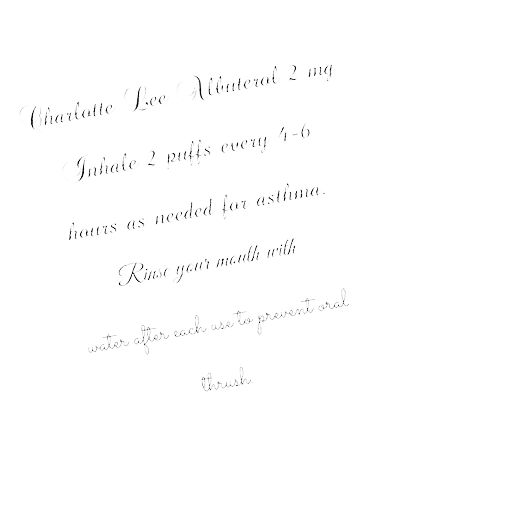 Charlotte Lee Albuterol 2 mg
Inhale 2 puffs every 4-6
hours as needed for asthma.
Rinse your mouth with
water after each use to prevent oral
thrush